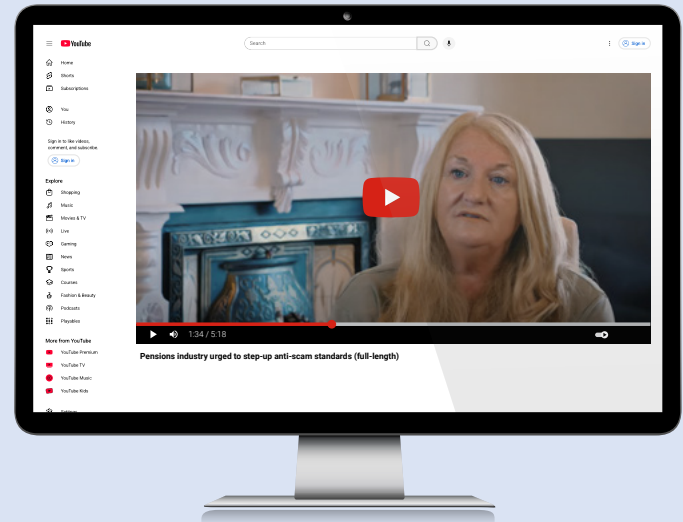 YouTube
Search
Sign in
Home
Shorts
Subscriptions
You
History
Sign in to like videos,
comment, and subscribe
Sign in
Explore
Shopping
Music
Movies & TV
Live
Gaming
News
Sports
Courses
Fashion & Beauty
Podcasts
Playables
More from YouTube
YouTube Premium
YouTube TV
YouTube Music
YouTube Kids
1:34 / 5:18
Pensions industry urged to step-up anti-scam standards (full-length)